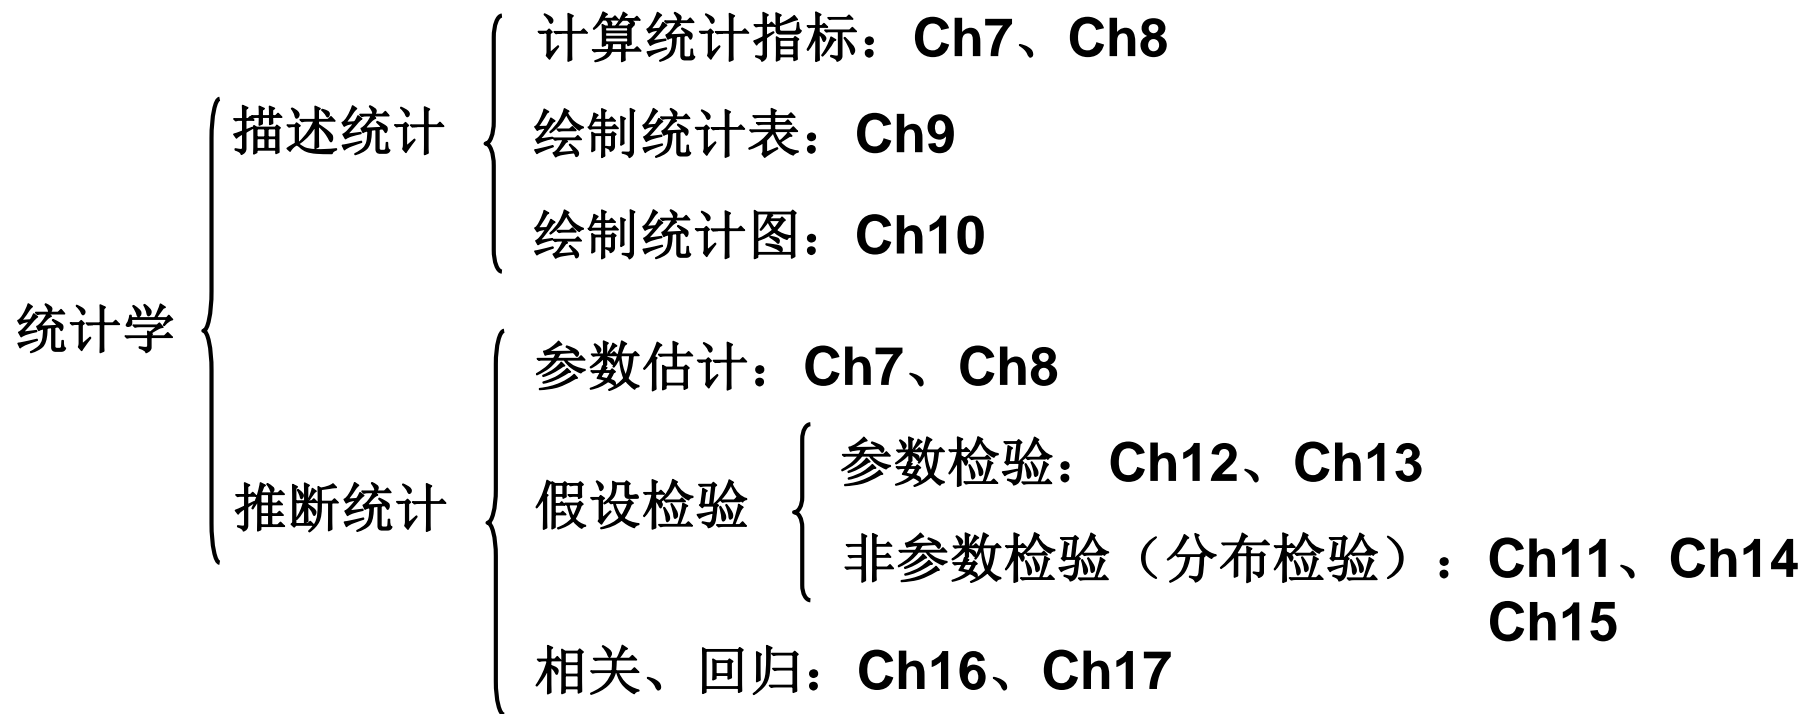 计算统计指标：Ch7、Ch8
描述统计
绘制统计表：Ch9
绘制统计图：Ch10
统计学
参数估计：Ch7、Ch8
参数检验：Ch12、Ch13
推断统计
假设检验
非参数检验（分布检验）：Ch11、Ch14
Ch15
相关、回归：Ch16、Ch17